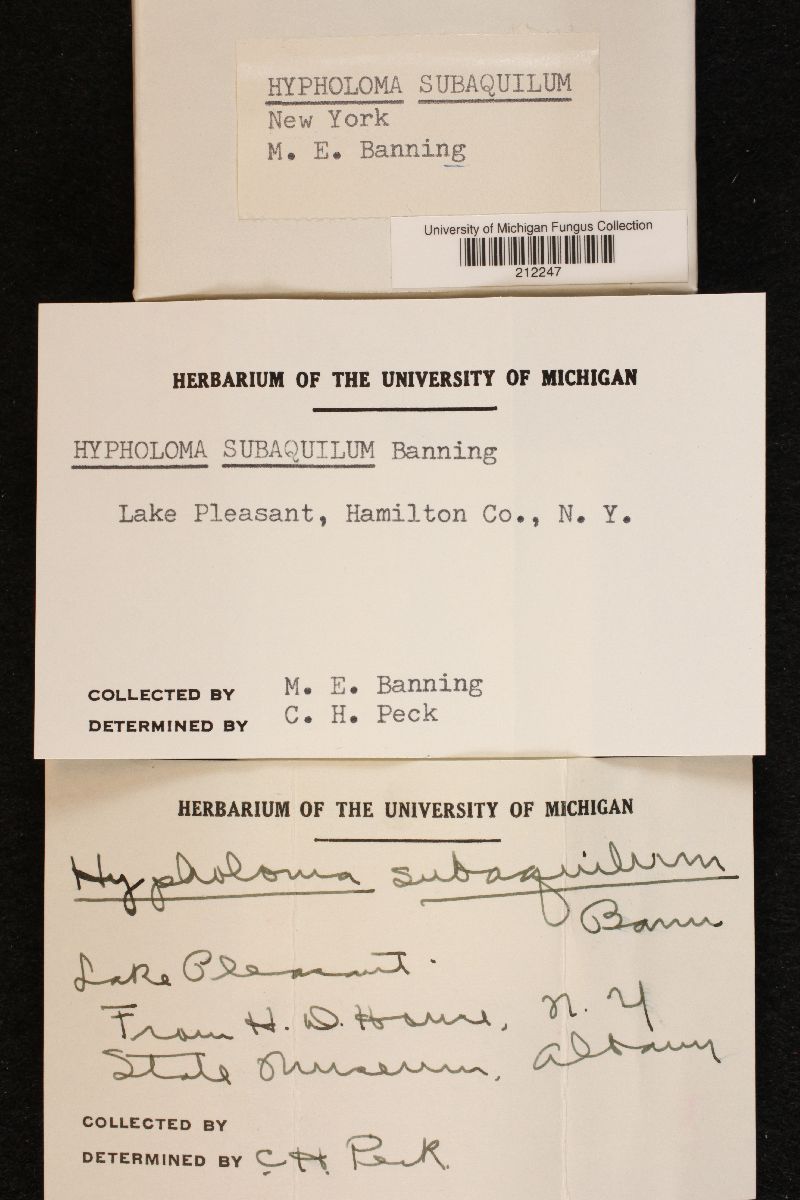 HYPHOLOMA SUBAQUILUM
New York
M. E. Banning
University of Michigan Fungus Collection
212247
HERBARIUM OF THE UNIVERSITY OF MICHIGAN
HYPHOLOMA SUBAQUILUM Banning
Lake Pleasant, Hamilton Co., N. Y.
COLLECTED BY M. E. Banning
DETERMINED BY C. H. Peck
HERBARIUM OF THE UNIVERSITY OF MICHIGAN
Hypholoma subaquilum
Bann
Lake Pleasant.
From H. D. House, N. Y
State Museum, Albany
COLLECTED BY
DETERMINED BY C. H. Peck.